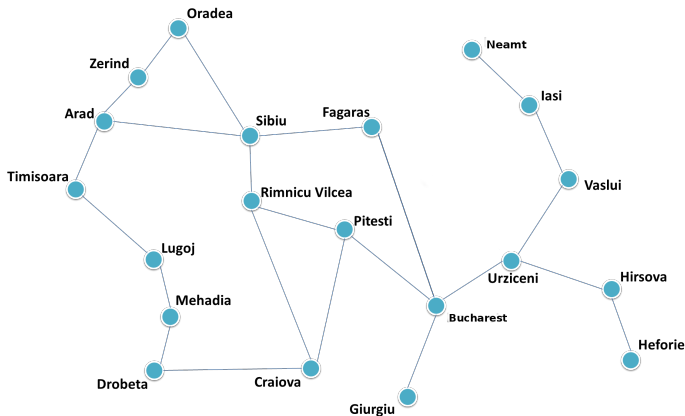 Oradea
Neamt
Zerind
Iasi
Arad
Sibiu
Fagaras
Timisoara
Vaslui
Rimnicu Vilcea
Pitesti
Lugoj
Urziceni
Hirsova
Mehadia
Bucharest
Heforie
Drobeta
Craiova
Giurgiu